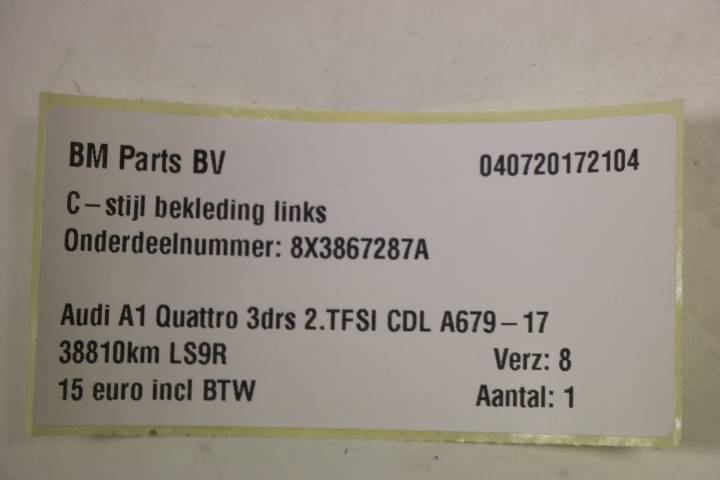 BM Parts BV 040720172104
C-stijl bekleding links
Onderdeelnummer: 8X3867287A
Audi A1 Quattro 3drs 2.TFSI CDL A679-17
38810km LS9R Verz: 8
15 euro incl BTW Aantal: 1